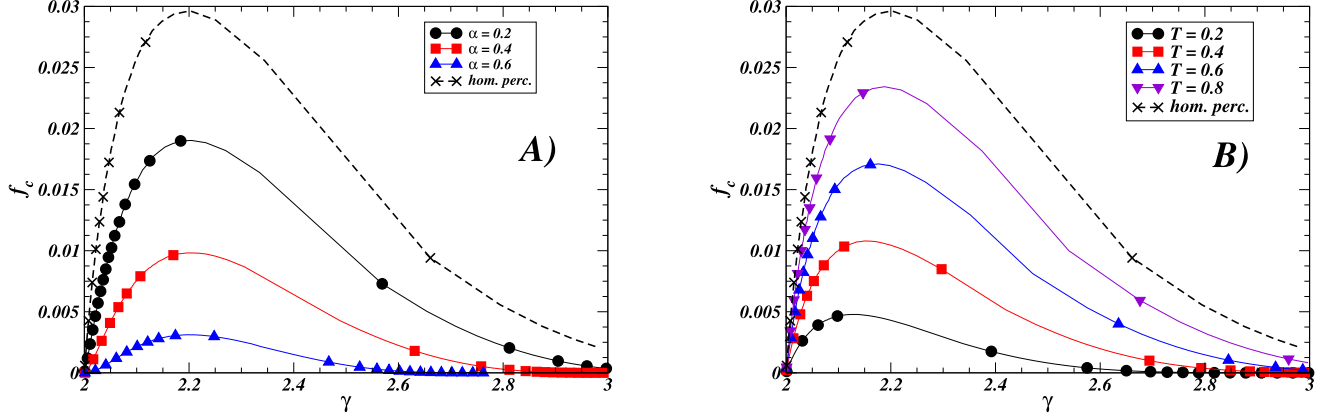 0.03
0.025
0.02
0.015
0.01
0.005
0
f_c
2
2.2
2.4
2.6
2.8
3
γ
α = 0.2
α = 0.4
α = 0.6
hom. perc.
A)
0.03
0.025
0.02
0.015
0.01
0.005
0
f_c
2
2.2
2.4
2.6
2.8
3
γ
T = 0.2
T = 0.4
T = 0.6
T = 0.8
hom. perc.
B)